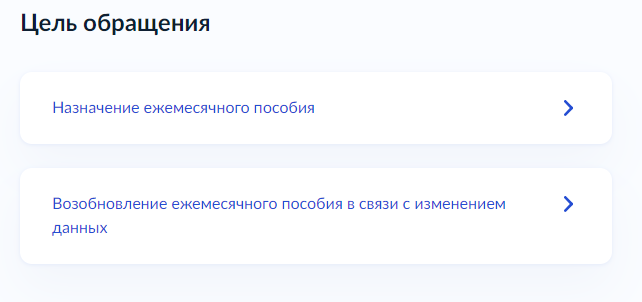 Цель обращения
Назначение ежемесячного пособия
Возобновление ежемесячного пособия в связи с изменением
данных